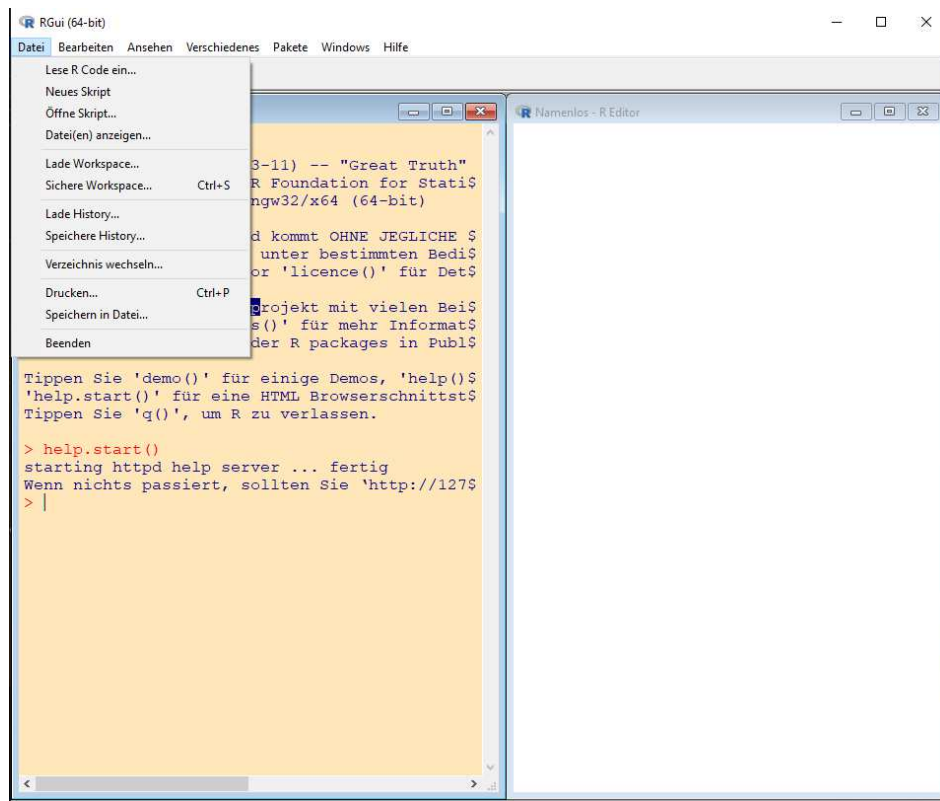 RGui (64-bit)
Datei Bearbeiten Ansehen Verschiedenes Pakete Windows Hilfe
Lese R Code ein...
Neues Skript
Öffne Skript...
Datei(en) anzeigen...
Lade Workspace...
Sichere Workspace... Ctrl+S
Lade History...
Speichere History...
Verzeichnis wechseln...
Drucken... Ctrl+P
Speichern in Datei...
Beenden
3-11) -- "Great Truth"
R Foundation for Stati$
ngw32/x64 (64-bit)
d kommt OHNE JEGLICHE $
unter bestimmten Bedi$
or 'licence()' für Det$
projekt mit vielen Bei$
s()' für mehr Informat$
der R packages in Publ$
Tippen Sie 'demo()' für einige Demos, 'help()$
'help.start()' für eine HTML Browserschnittst$
Tippen Sie 'q()', um R zu verlassen.
> help.start()
starting httpd help server ... fertig
Wenn nichts passiert, sollten Sie ‘http://127$
>
Namenlos - R Editor